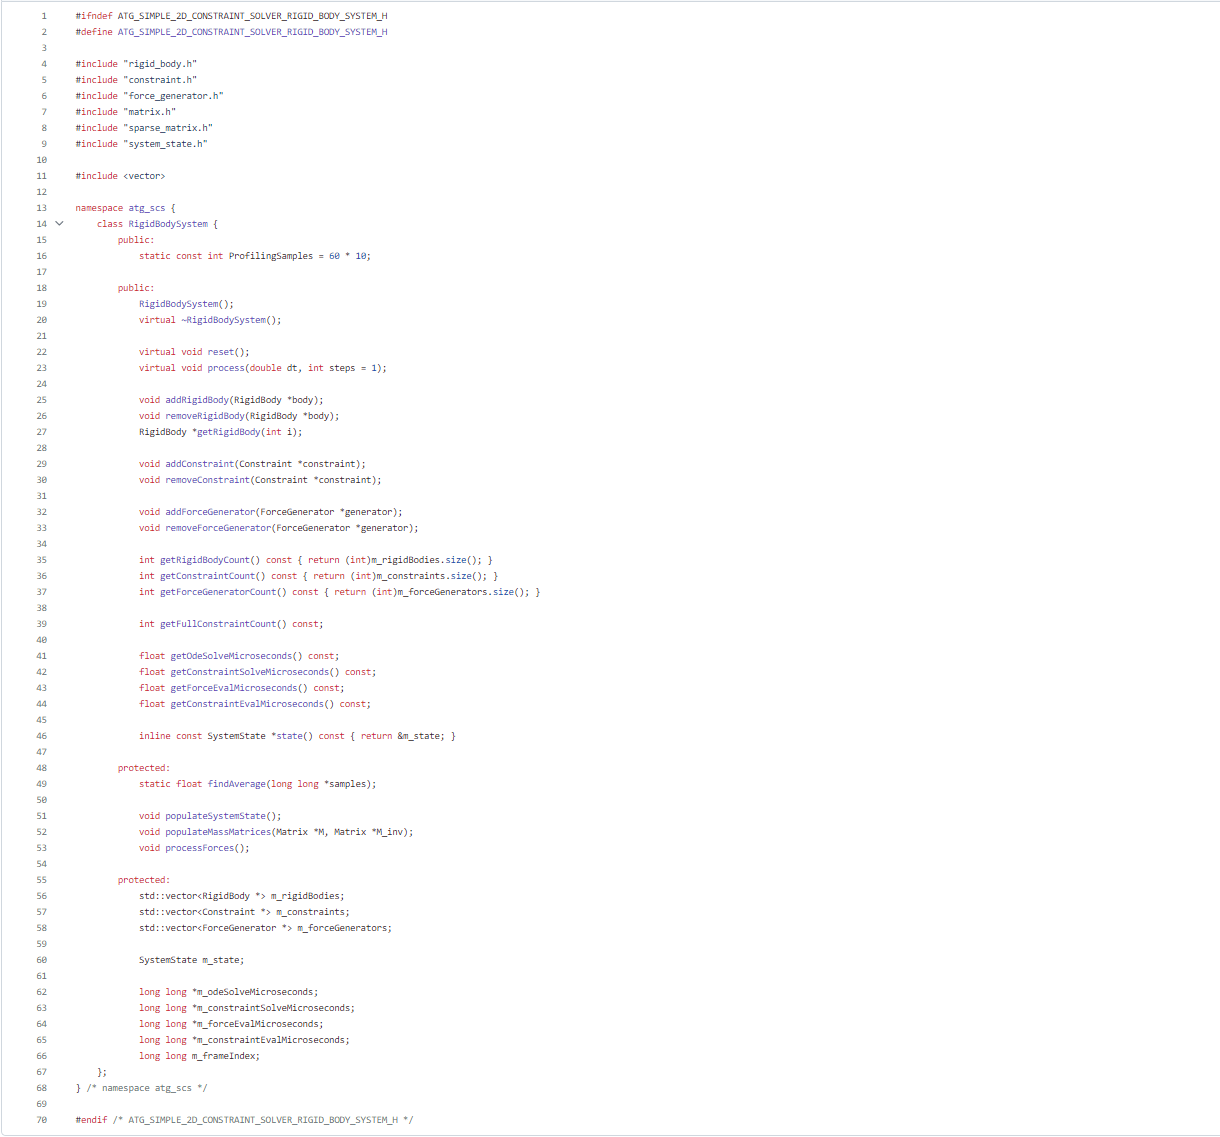 1 #ifndef ATG_SIMPLE_2D_CONSTRAINT_SOLVER_RIGID_BODY_SYSTEM_H
2 #define ATG_SIMPLE_2D_CONSTRAINT_SOLVER_RIGID_BODY_SYSTEM_H
3
4 #include "rigid_body.h"
5 #include "constraint.h"
6 #include "force_generator.h"
7 #include "matrix.h"
8 #include "sparse_matrix.h"
9 #include "system_state.h"
10
11 #include <vector>
12
13 namespace atg_scs {
14     class RigidBodySystem {
15         public:
16             static const int ProfilingSamples = 60 * 10;
17
18         public:
19             RigidBodySystem();
20             virtual ~RigidBodySystem();
21
22             virtual void reset();
23             virtual void process(double dt, int steps = 1);
24
25             void addRigidBody(RigidBody *body);
26             void removeRigidBody(RigidBody *body);
27             RigidBody *getRigidBody(int i);
28
29             void addConstraint(Constraint *constraint);
30             void removeConstraint(Constraint *constraint);
31
32             void addForceGenerator(ForceGenerator *generator);
33             void removeForceGenerator(ForceGenerator *generator);
34
35             int getRigidBodyCount() const { return (int)m_rigidBodies.size(); }
36             int getConstraintCount() const { return (int)m_constraints.size(); }
37             int getForceGeneratorCount() const { return (int)m_forceGenerators.size(); }
38
39             int getFullConstraintCount() const;
40
41             float getOdeSolveMicroseconds() const;
42             float getConstraintSolveMicroseconds() const;
43             float getForceEvalMicroseconds() const;
44             float getConstraintEvalMicroseconds() const;
45
46             inline const SystemState *state() const { return &m_state; }
47
48         protected:
49             static float findAverage(long long *samples);
50
51             void populateSystemState();
52             void populateMassMatrices(Matrix *M, Matrix *M_inv);
53             void processForces();
54
55         protected:
56             std::vector<RigidBody *> m_rigidBodies;
57             std::vector<Constraint *> m_constraints;
58             std::vector<ForceGenerator *> m_forceGenerators;
59
60             SystemState m_state;
61
62             long long *m_odeSolveMicroseconds;
63             long long *m_constraintSolveMicroseconds;
64             long long *m_forceEvalMicroseconds;
65             long long *m_constraintEvalMicroseconds;
66             long long m_frameIndex;
67     };
68 } /* namespace atg_scs */
69
70 #endif /* ATG_SIMPLE_2D_CONSTRAINT_SOLVER_RIGID_BODY_SYSTEM_H */